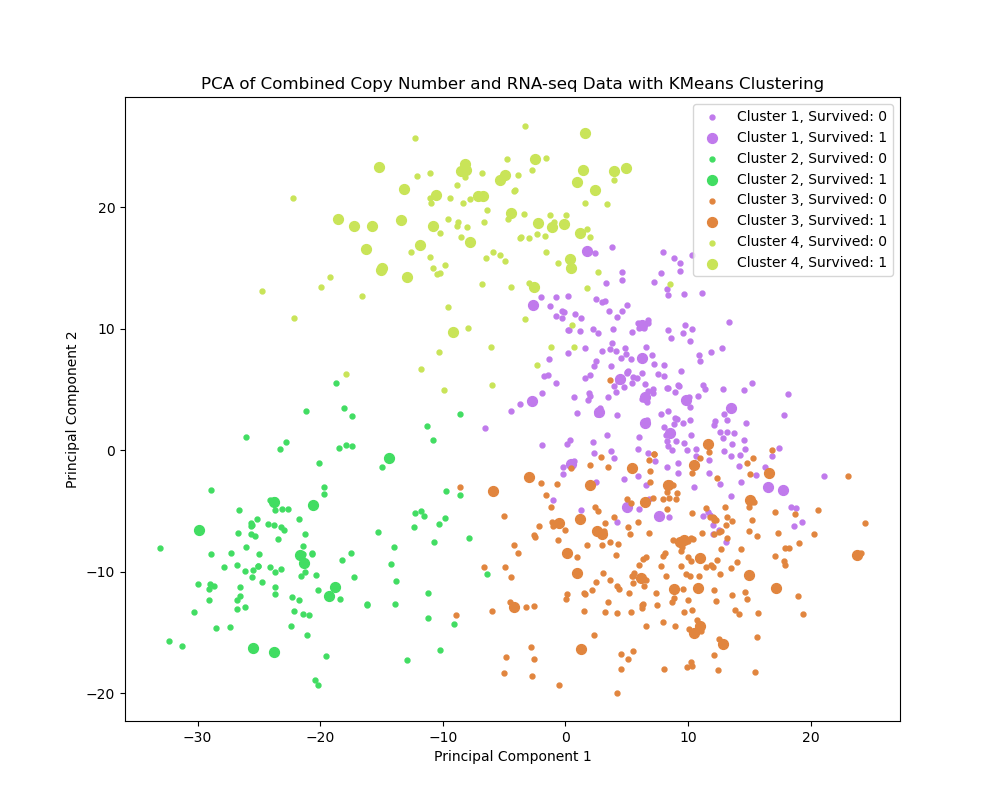 PCA of Combined Copy Number and RNA-seq Data with KMeans Clustering
Cluster 1, Survived: 0
Cluster 1, Survived: 1
Cluster 2, Survived: 0
Cluster 2, Survived: 1
Cluster 3, Survived: 0
Cluster 3, Survived: 1
Cluster 4, Survived: 0
Cluster 4, Survived: 1
Principal Component 2
20
10
0
−10
−20
−30
−20
−10
0
10
20
Principal Component 1